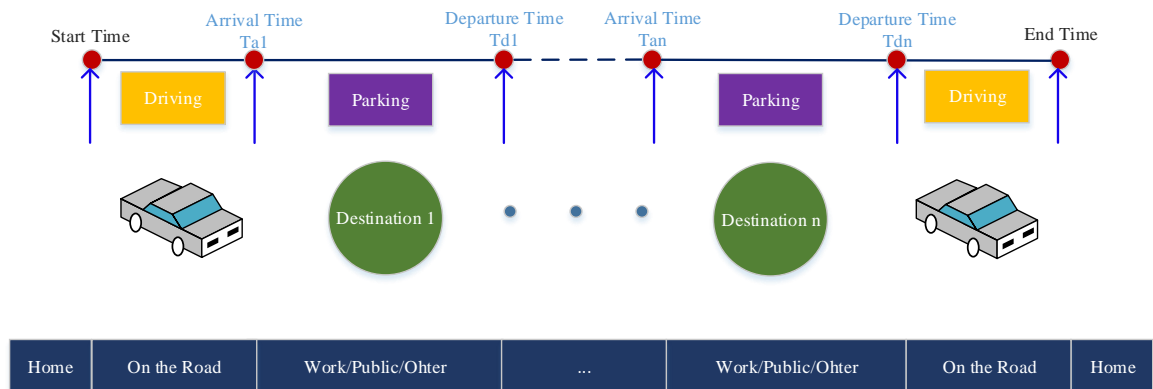 Start Time
Arrival Time
Ta1
Departure Time
Td1
Arrival Time
Tan
Departure Time
Tdn
End Time
Driving
Parking
Parking
Driving
Destination 1
Destination n
Home
On the Road
Work/Public/Ohter
...
Work/Public/Ohter
On the Road
Home